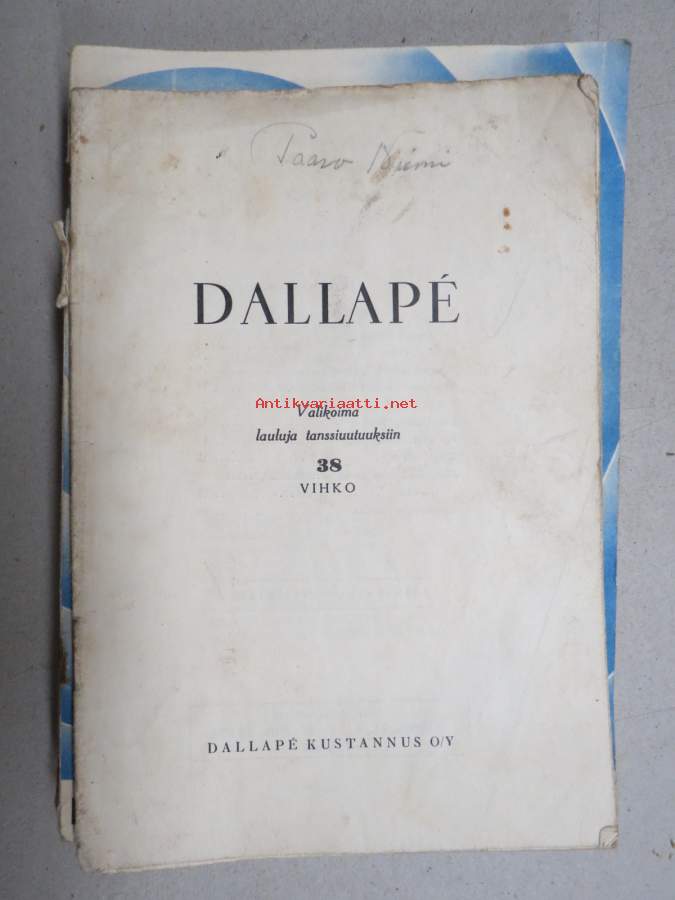 Paavo Niemi
DALLAPÉ
Antikvariaatti.net
Valikoima
lauluja tanssiuutuuksiin
38
VIHKO
DALLAPÉ KUSTANNUS O/Y